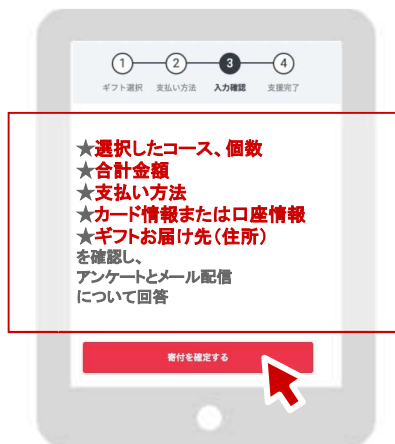 1 2 3 4
ギフト選択 支払い方法 入力確認 支援完了
★選択したコース、個数
★合計金額
★支払い方法
★カード情報または口座情報
★ギフトお届け先(住所)
を確認し、
アンケートとメール配信
について回答
寄付を確定する